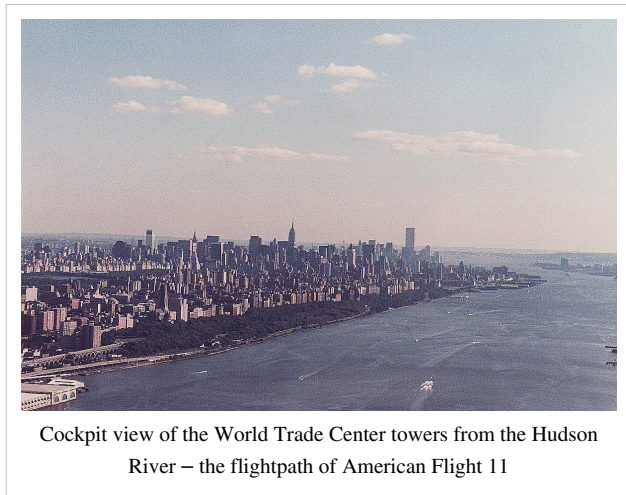 Cockpit view of the World Trade Center towers from the Hudson
River – the flightpath of American Flight 11